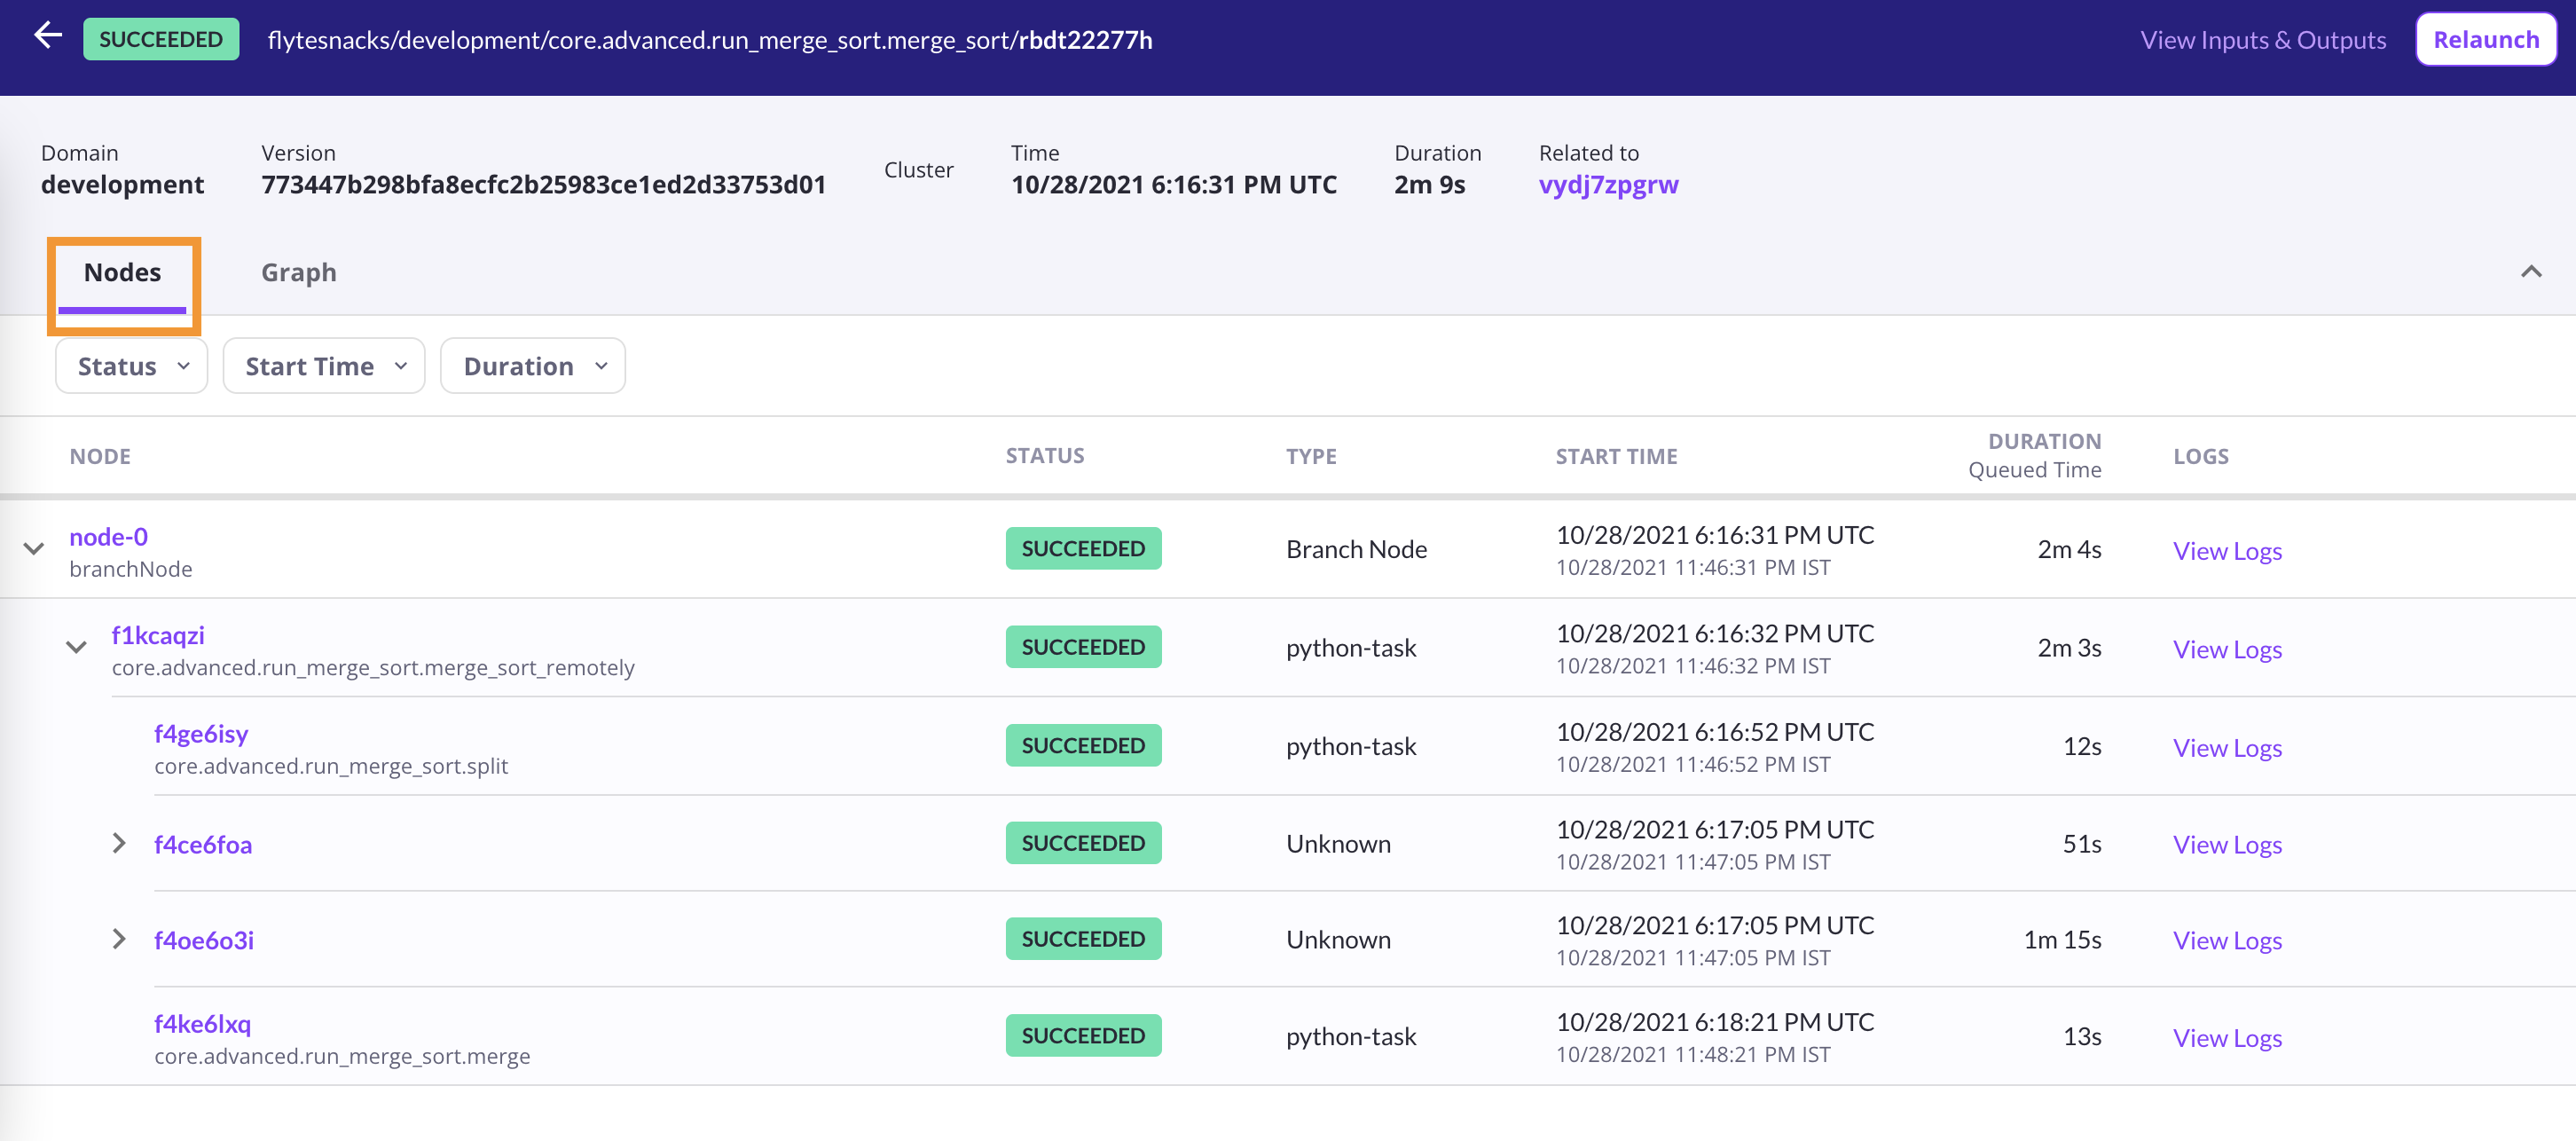 SUCCEEDED flytesnacks/development/core.advanced.run_merge_sort.merge_sort/rbdt22277h View Inputs & Outputs Relaunch
Domain Version Cluster Time Duration Related to
development 773447b298bfa8ecfc2b25983ce1ed2d33753d01 10/28/2021 6:16:31 PM UTC 2m 9s vydj7zpgrw
Nodes Graph
Status Start Time Duration
NODE STATUS TYPE START TIME DURATION LOGS
Queued Time
node-0 SUCCEEDED Branch Node 10/28/2021 6:16:31 PM UTC 2m 4s View Logs
branchNode 10/28/2021 11:46:31 PM IST
f1kcaqzi SUCCEEDED python-task 10/28/2021 6:16:32 PM UTC 2m 3s View Logs
core.advanced.run_merge_sort.merge_sort_remotely 10/28/2021 11:46:32 PM IST
f4ge6isy SUCCEEDED python-task 10/28/2021 6:16:52 PM UTC 12s View Logs
core.advanced.run_merge_sort.split 10/28/2021 11:46:52 PM IST
f4ce6foa SUCCEEDED Unknown 10/28/2021 6:17:05 PM UTC 51s View Logs
10/28/2021 11:47:05 PM IST
f4oe6o3i SUCCEEDED Unknown 10/28/2021 6:17:05 PM UTC 1m 15s View Logs
10/28/2021 11:47:05 PM IST
f4ke6lxq SUCCEEDED python-task 10/28/2021 6:18:21 PM UTC 13s View Logs
core.advanced.run_merge_sort.merge 10/28/2021 11:48:21 PM IST